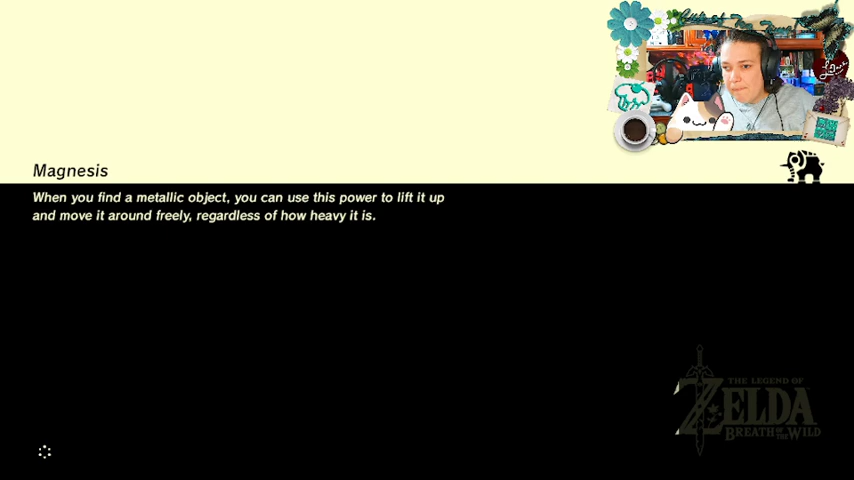 Magnesis
When you find a metallic object, you can use this power to lift it up
and move it around freely, regardless of how heavy it is.
THE LEGEND OF
ZELDA
BREATH OF THE WILD